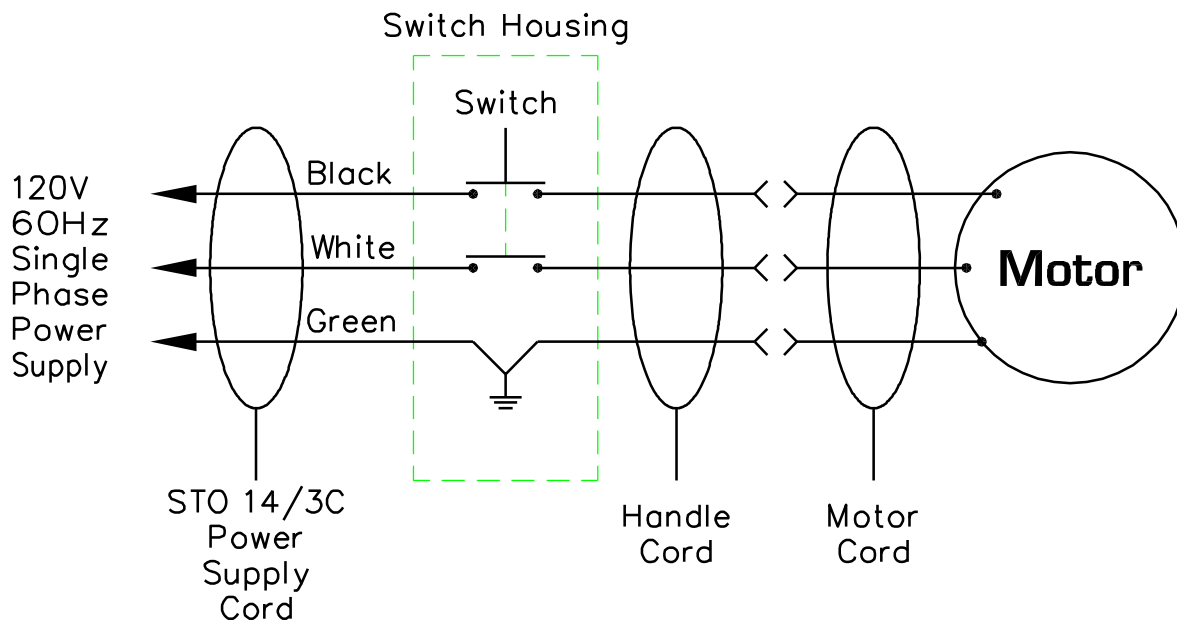 Switch Housing
Switch
120V
60Hz
Single
Phase
Power
Supply
Black
White
Green
Motor
STO 14/3C
Power
Supply
Cord
Handle
Cord
Motor
Cord